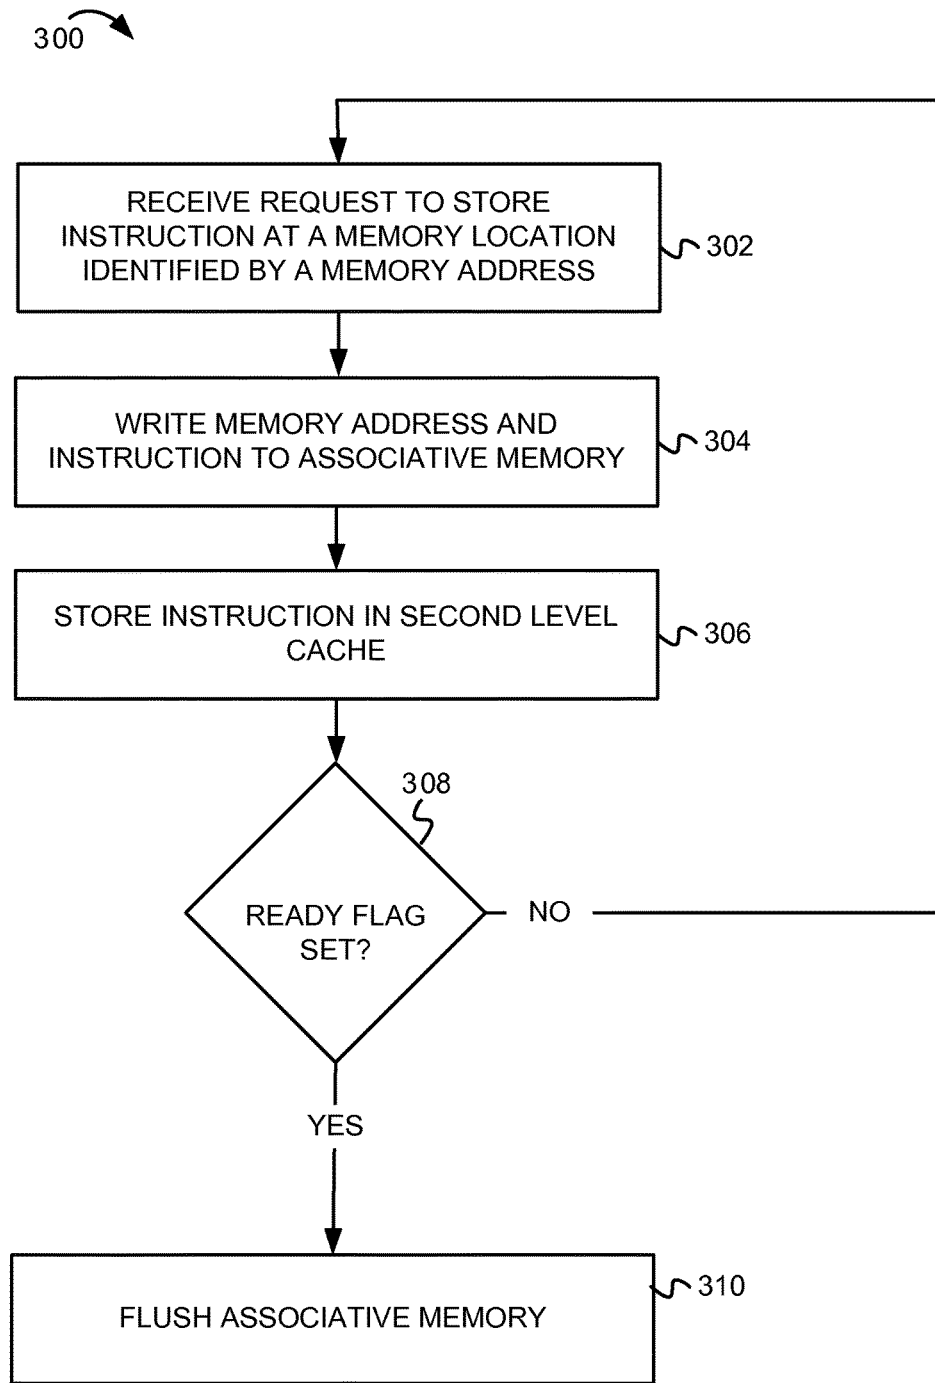 300
RECEIVE REQUEST TO STORE
INSTRUCTION AT A MEMORY LOCATION
IDENTIFIED BY A MEMORY ADDRESS
302
WRITE MEMORY ADDRESS AND
INSTRUCTION TO ASSOCIATIVE MEMORY
304
STORE INSTRUCTION IN SECOND LEVEL
CACHE
306
308
READY FLAG
SET?
NO
YES
FLUSH ASSOCIATIVE MEMORY
310